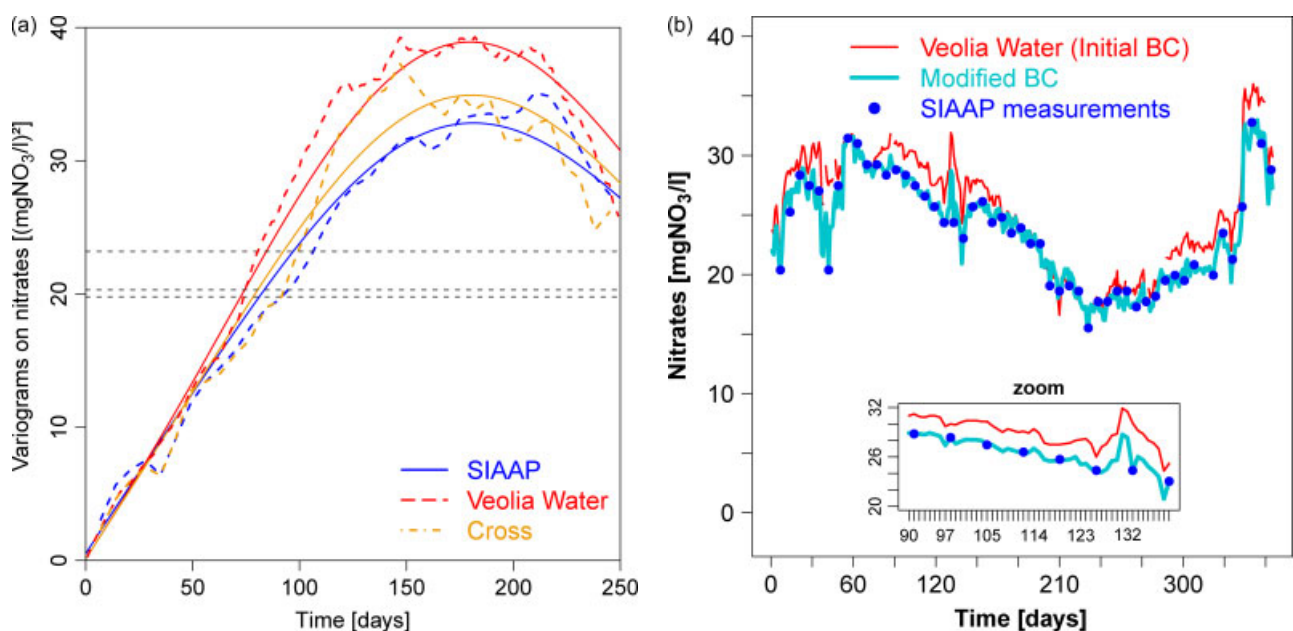 (a)
Variograms on nitrates [(mgNO₃/l)²]
40
30
20
10
0
0 50 100 150 200 250
Time [days]
SIAAP
Veolia Water
Cross
(b)
Nitrates [mgNO₃/l]
40
30
20
10
0
Veolia Water (Initial BC)
Modified BC
SIAAP measurements
zoom
32
26
20
90 97 105 114 123 132
0 60 120 210 300
Time [days]